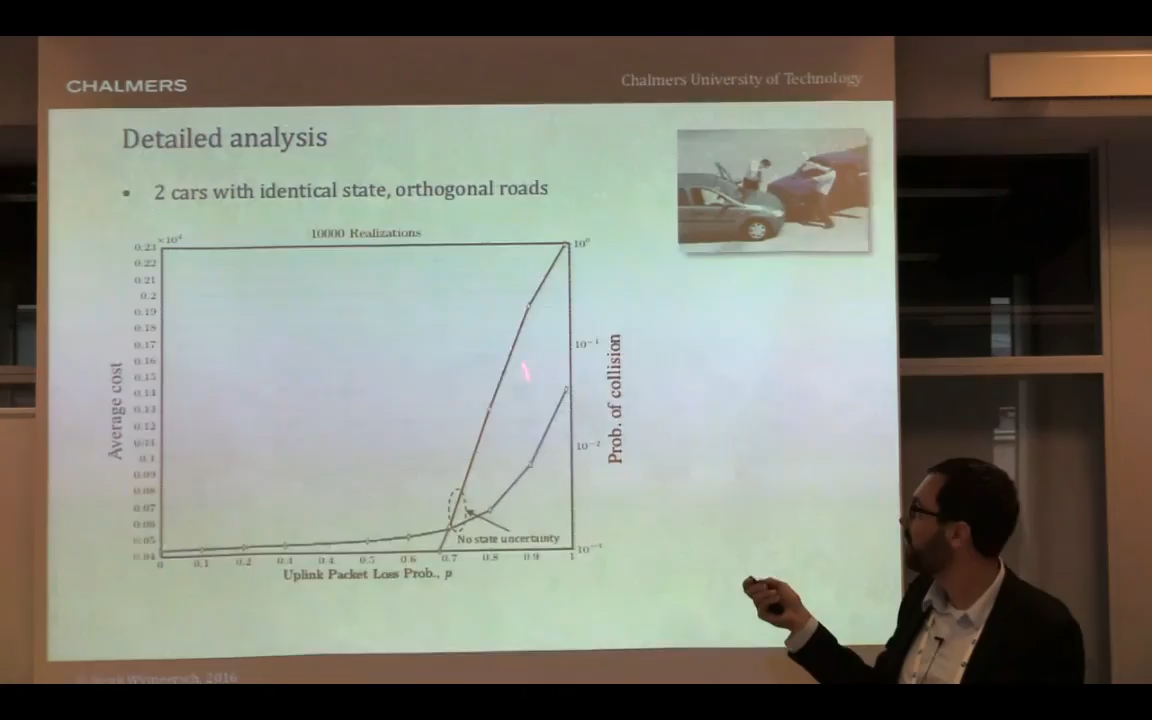 CHALMERS
Chalmers University of Technology
Detailed analysis
• 2 cars with identical state, orthogonal roads
10000 Realizations
×10⁴
0.23
0.22
0.21
0.2
0.19
0.18
0.17
0.16
0.15
0.14
0.13
0.12
0.11
0.1
0.09
0.08
0.07
0.06
0.05
0.04
Average cost
10⁰
10⁻¹
10⁻²
Prob. of collision
No state uncertainty
0 0.1 0.2 0.3 0.4 0.5 0.6 0.7 0.8 0.9 1
Uplink Packet Loss Prob., p
Wymeersch, 2016